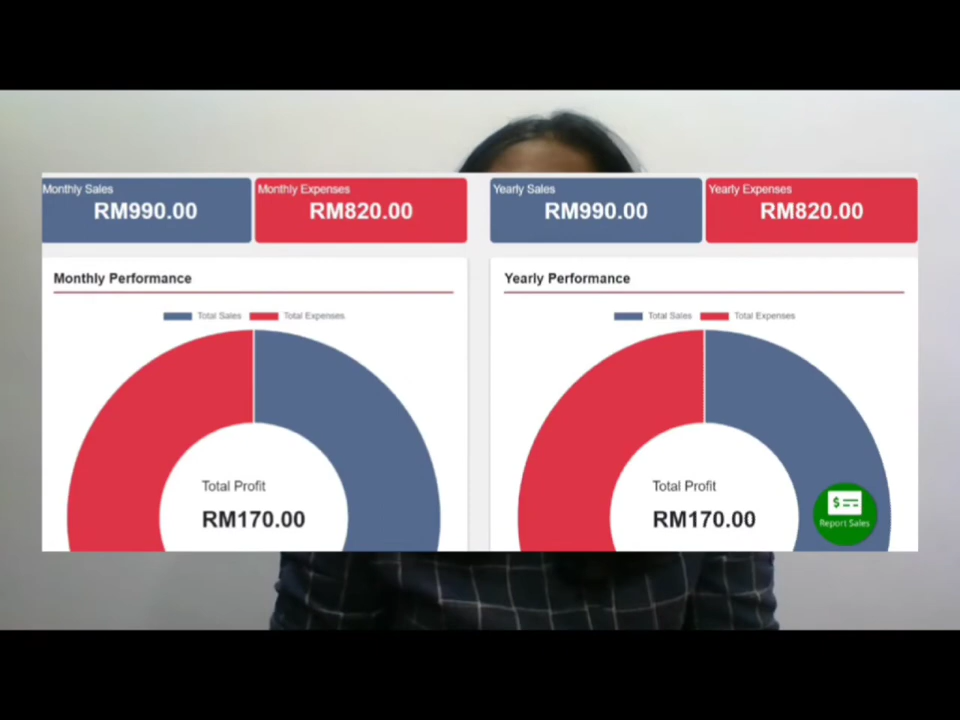 Monthly Sales
RM990.00
Monthly Expenses
RM820.00
Yearly Sales
RM990.00
Yearly Expenses
RM820.00
Monthly Performance
Total Sales Total Expenses
Total Profit
RM170.00
Yearly Performance
Total Sales Total Expenses
Total Profit
RM170.00
$
Report Sales